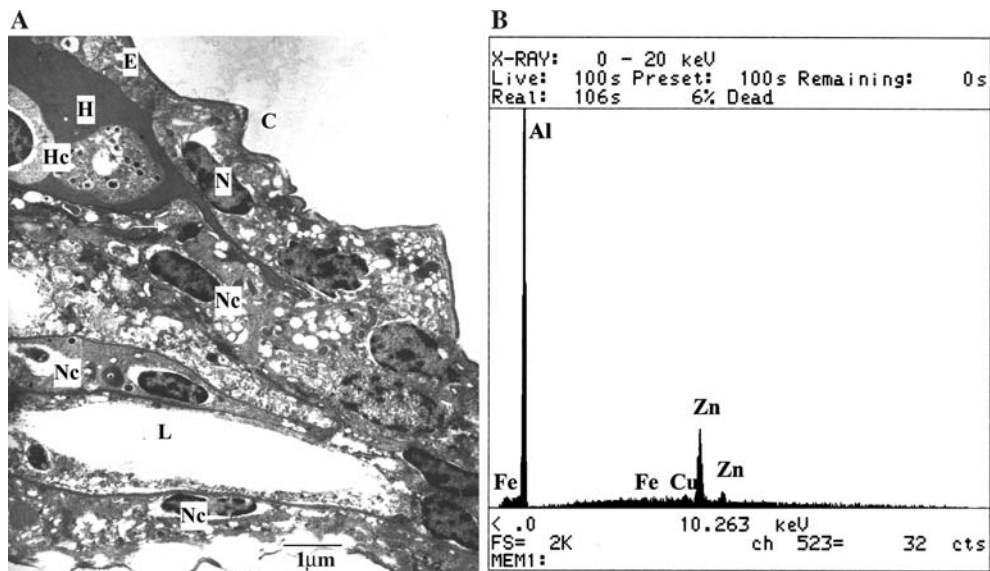 A
E
H
C
Hc
N
Nc
Nc
L
Nc
1μm
B
X-RAY: 0 - 20 keV
Live: 100s Preset: 100s Remaining: 0s
Real: 106s 6% Dead
Al
Zn
Fe Fe Cu Zn
< .0 10.263 keV
FS= 2K ch 523= 32 cts
MEM1: